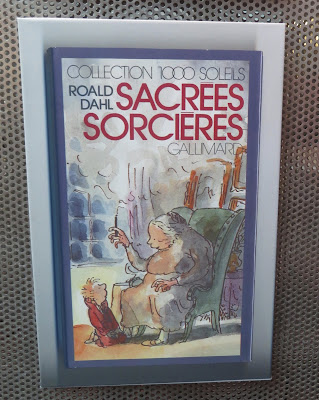 COLLECTION 1000 SOLEILS
ROALD DAHL SACRÉES
SORCIÈRES
GALLIMARD